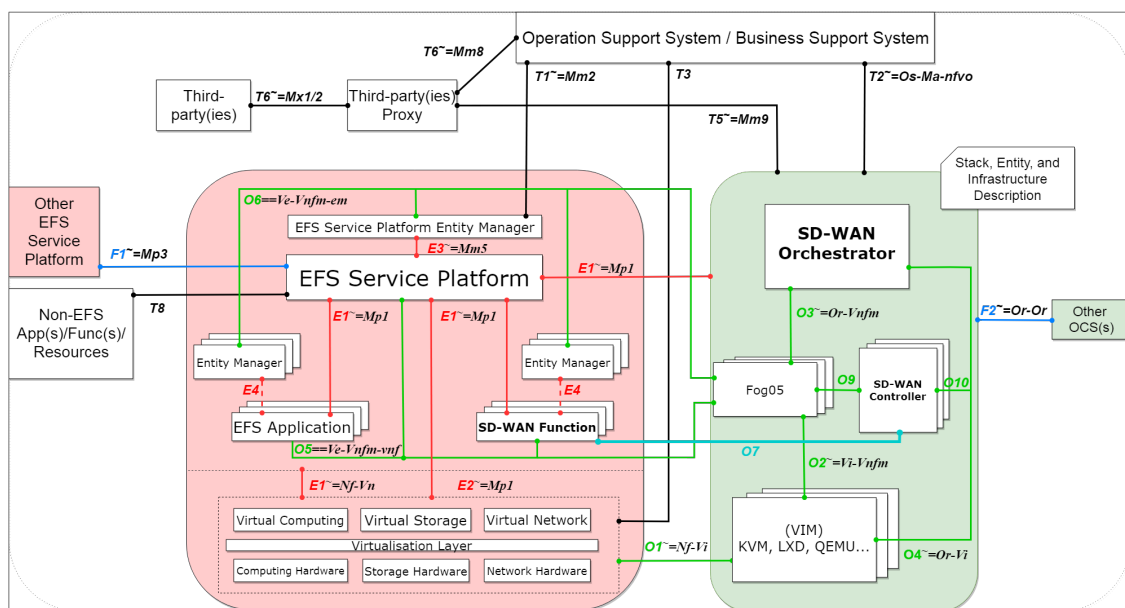 Operation Support System / Business Support System
T6~=Mm8
T1~=Mm2
T3
T2~=Os-Ma-nfvo
Third-
party(ies)
T6~=Mx1/2
Third-party(ies)
Proxy
T5~=Mm9
Stack, Entity, and
Infrastructure
Description
Other
EFS
Service
Platform
F1~=Mp3
O6==Ve-Vnfm-em
EFS Service Platform Entity Manager
E3~=Mm5
EFS Service Platform
E1~=Mp1
SD-WAN
Orchestrator
Non-EFS
App(s)/Func(s)/
Resources
T8
E1~=Mp1
E1~=Mp1
O3~=Or-Vnfm
F2~=Or-Or
Other
OCS(s)
Entity Manager
Entity Manager
E4
E4
Fog05
O9
SD-WAN
Controller
O10
EFS Application
SD-WAN Function
O5==Ve-Vnfm-vnf
O7
O2~=Vi-Vnfm
E1~=Nf-Vn
E2~=Mp1
Virtual Computing
Virtual Storage
Virtual Network
Virtualisation Layer
Computing Hardware
Storage Hardware
Network Hardware
O1~=Nf-Vi
(VIM)
KVM, LXD, QEMU...
O4~=Or-Vi